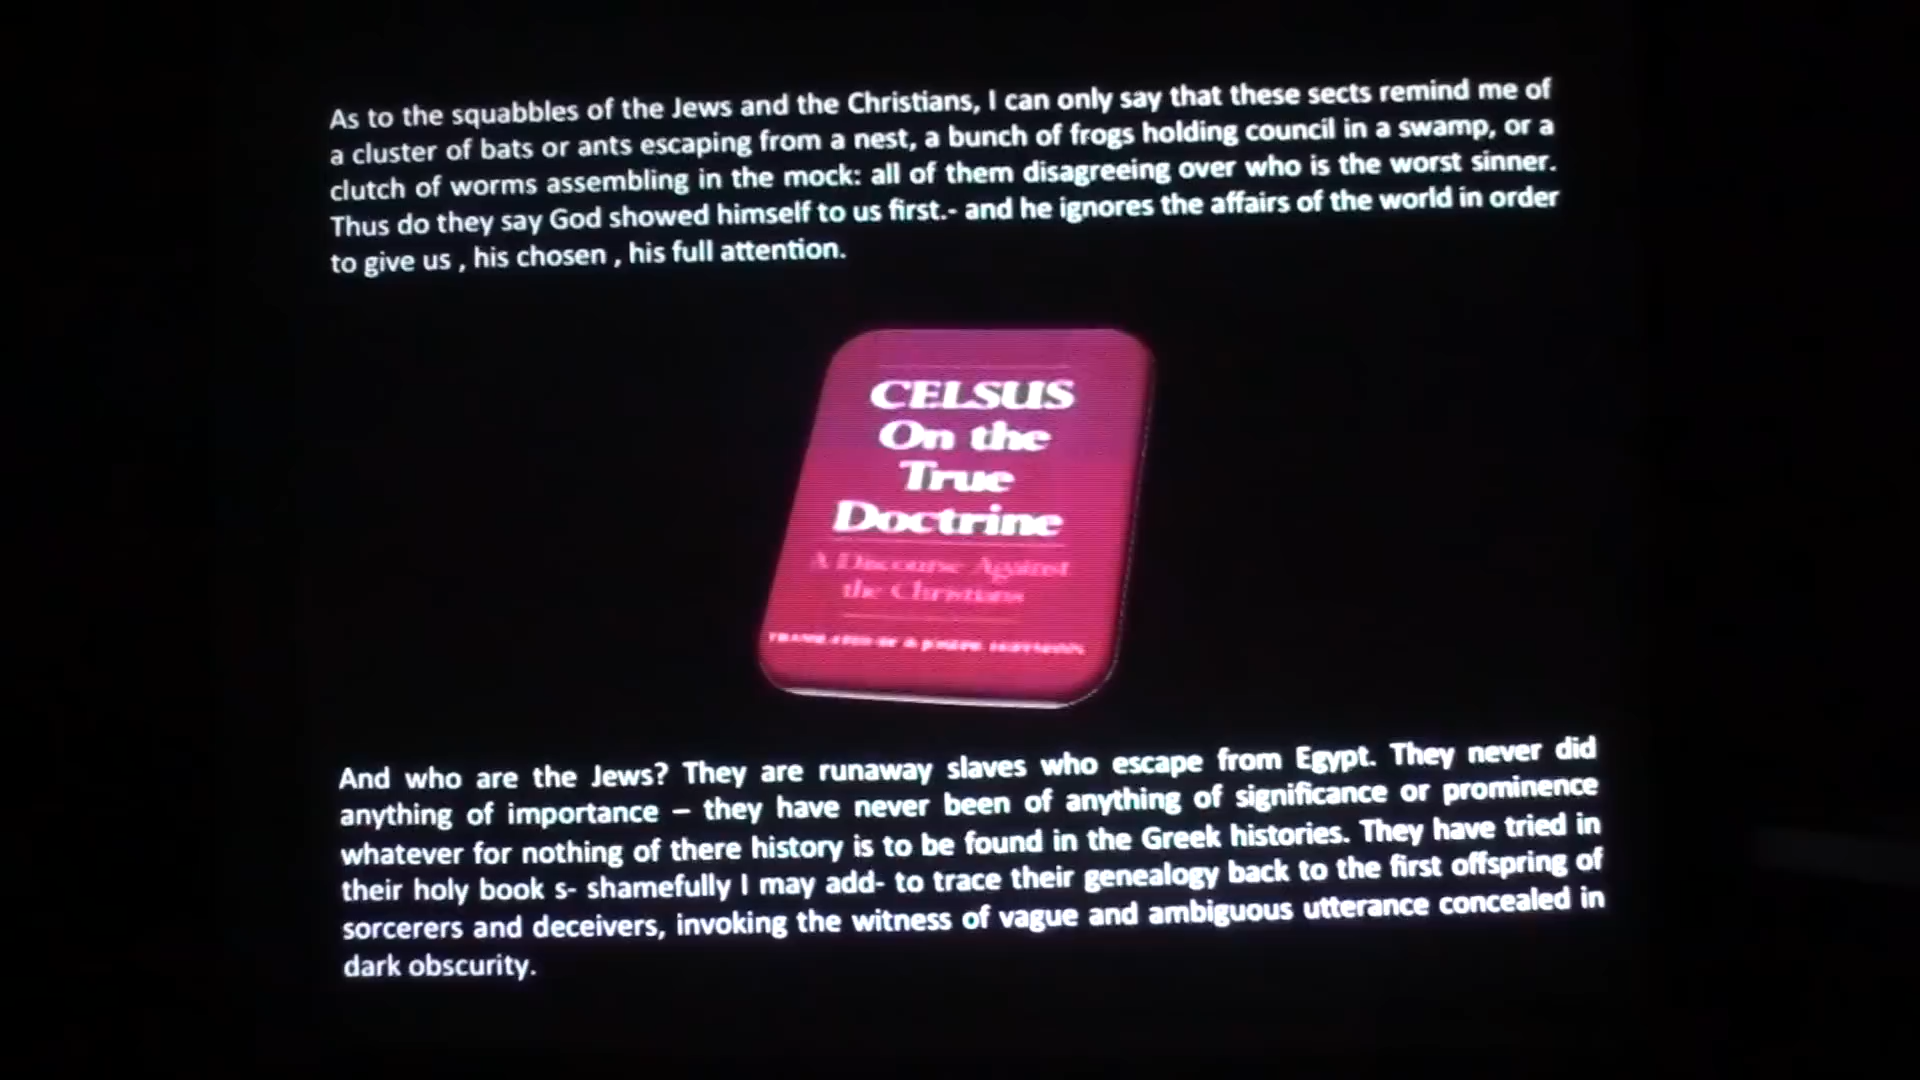 As to the squabbles of the Jews and the Christians, I can only say that these sects remind me of
a cluster of bats or ants escaping from a nest, a bunch of frogs holding council in a swamp, or a
clutch of worms assembling in the mock: all of them disagreeing over who is the worst sinner.
Thus do they say God showed himself to us first.- and he ignores the affairs of the world in order
to give us , his chosen , his full attention.
CELSUS
On the
True
Doctrine
A Discourse Against
the Christians
TRANSLATED BY R. JOSEPH HOFFMANN
And who are the Jews? They are runaway slaves who escape from Egypt. They never did
anything of importance – they have never been of anything of significance or prominence
whatever for nothing of there history is to be found in the Greek histories. They have tried in
their holy book s- shamefully I may add- to trace their genealogy back to the first offspring of
sorcerers and deceivers, invoking the witness of vague and ambiguous utterance concealed in
dark obscurity.